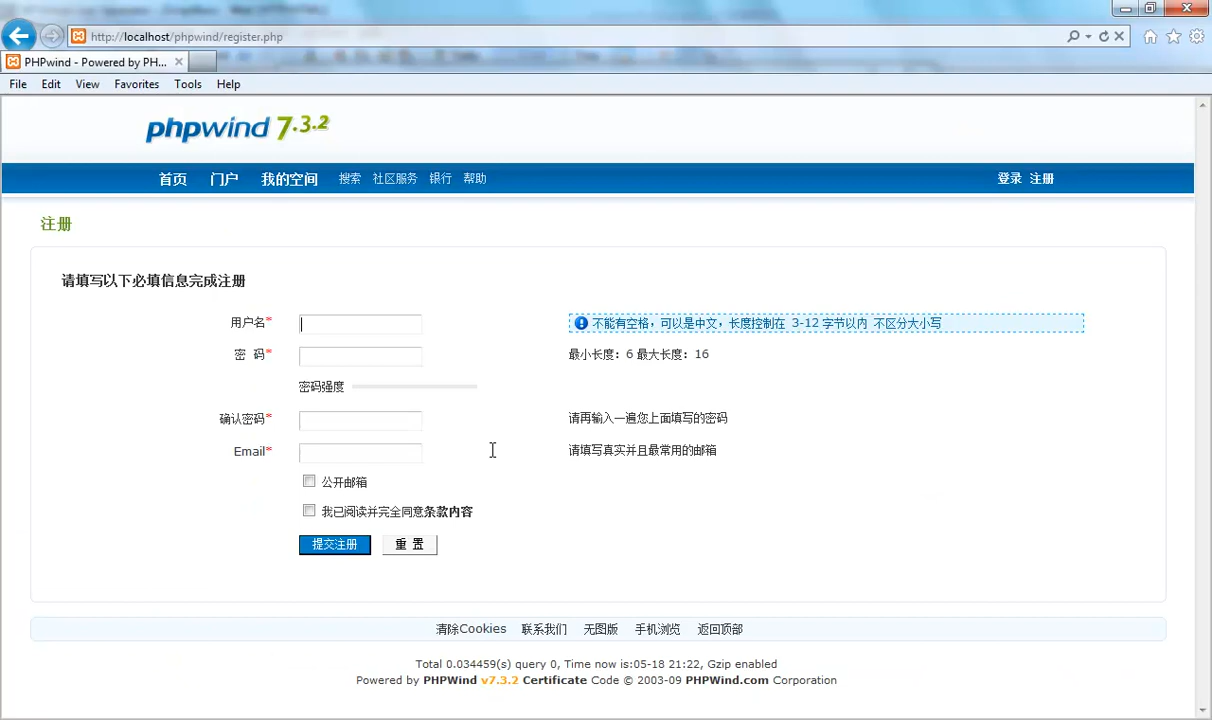 http://localhost/phpwind/register.php
PHPwind - Powered by PH...
File Edit View Favorites Tools Help
phpwind 7.3.2
首页 门户 我的空间 搜索 社区服务 银行 帮助 登录 注册
注册
请填写以下必填信息完成注册
用户名* 不能有空格，可以是中文，长度控制在 3-12 字节以内 不区分大小写
密 码* 最小长度: 6 最大长度: 16
密码强度
确认密码* 请再输入一遍您上面填写的密码
Email* 请填写真实并且最常用的邮箱
公开邮箱
我已阅读并完全同意条款内容
提交注册 重 置
清除Cookies 联系我们 无图版 手机浏览 返回顶部
Total 0.034459(s) query 0, Time now is:05-18 21:22, Gzip enabled
Powered by PHPWind v7.3.2 Certificate Code © 2003-09 PHPWind.com Corporation